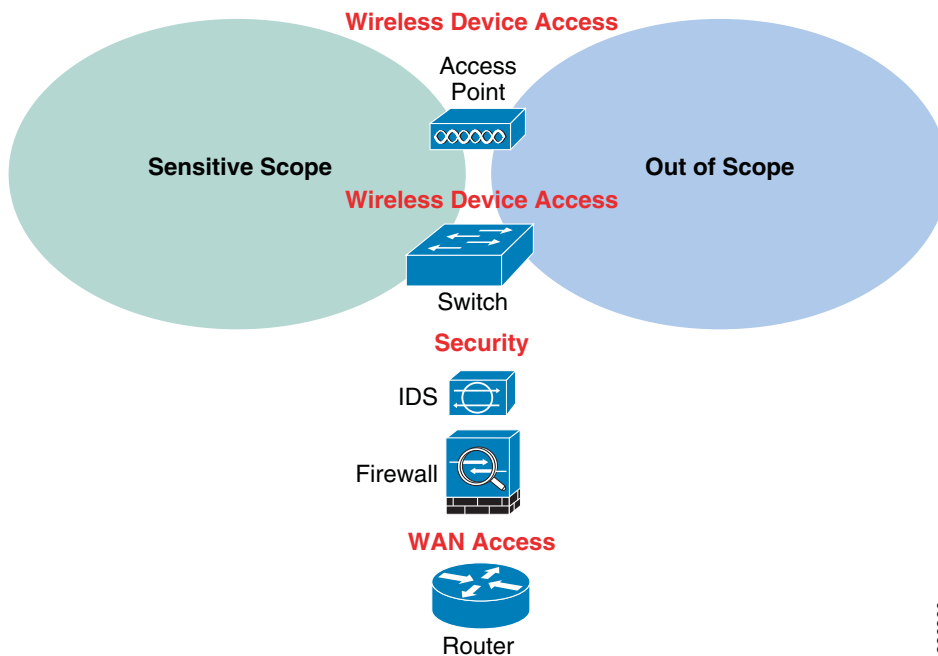 Wireless Device Access
Access
Point
Sensitive Scope
Out of Scope
Wireless Device Access
Switch
Security
IDS
Firewall
WAN Access
Router